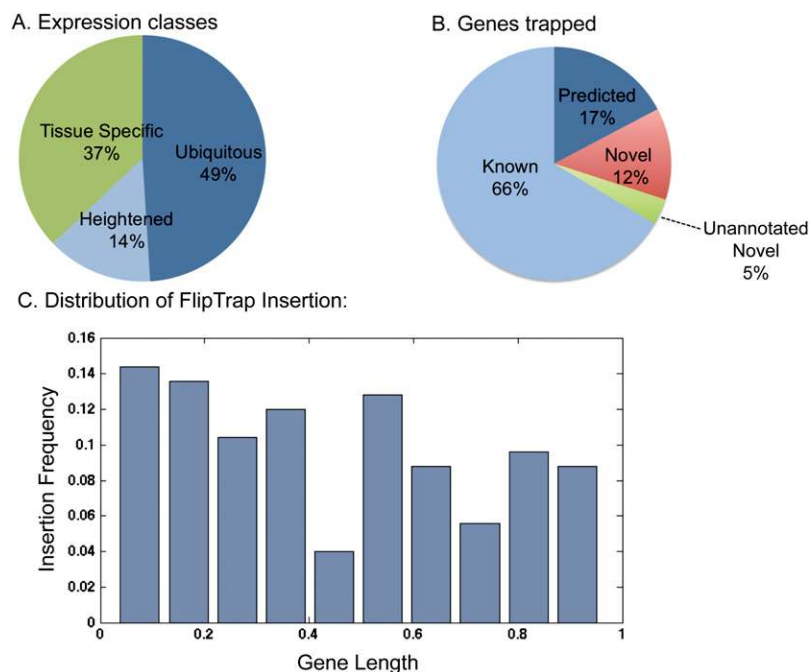 A. Expression classes
Tissue Specific
37%
Ubiquitous
49%
Heightened
14%
B. Genes trapped
Predicted
17%
Novel
12%
Known
66%
Unannotated
Novel
5%
C. Distribution of FlipTrap Insertion:
Insertion Frequency
0.16
0.14
0.12
0.1
0.08
0.06
0.04
0.02
0
0 0.2 0.4 0.6 0.8 1
Gene Length